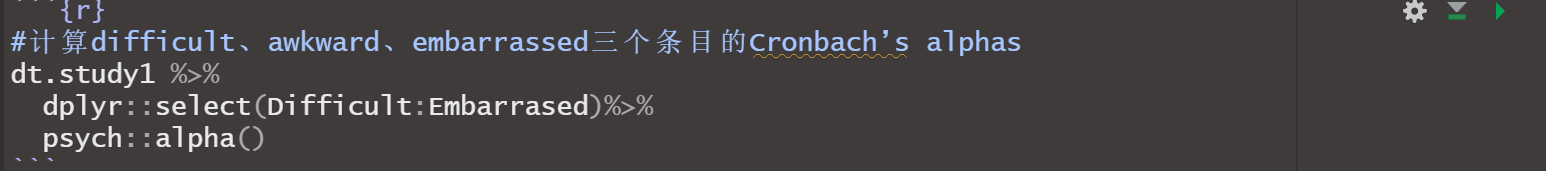 ```{r}
#计算difficult、awkward、embarrassed三个条目的Cronbach’s alphas
dt.study1 %>%
  dplyr::select(Difficult:Embarrased)%>%
  psych::alpha()
```